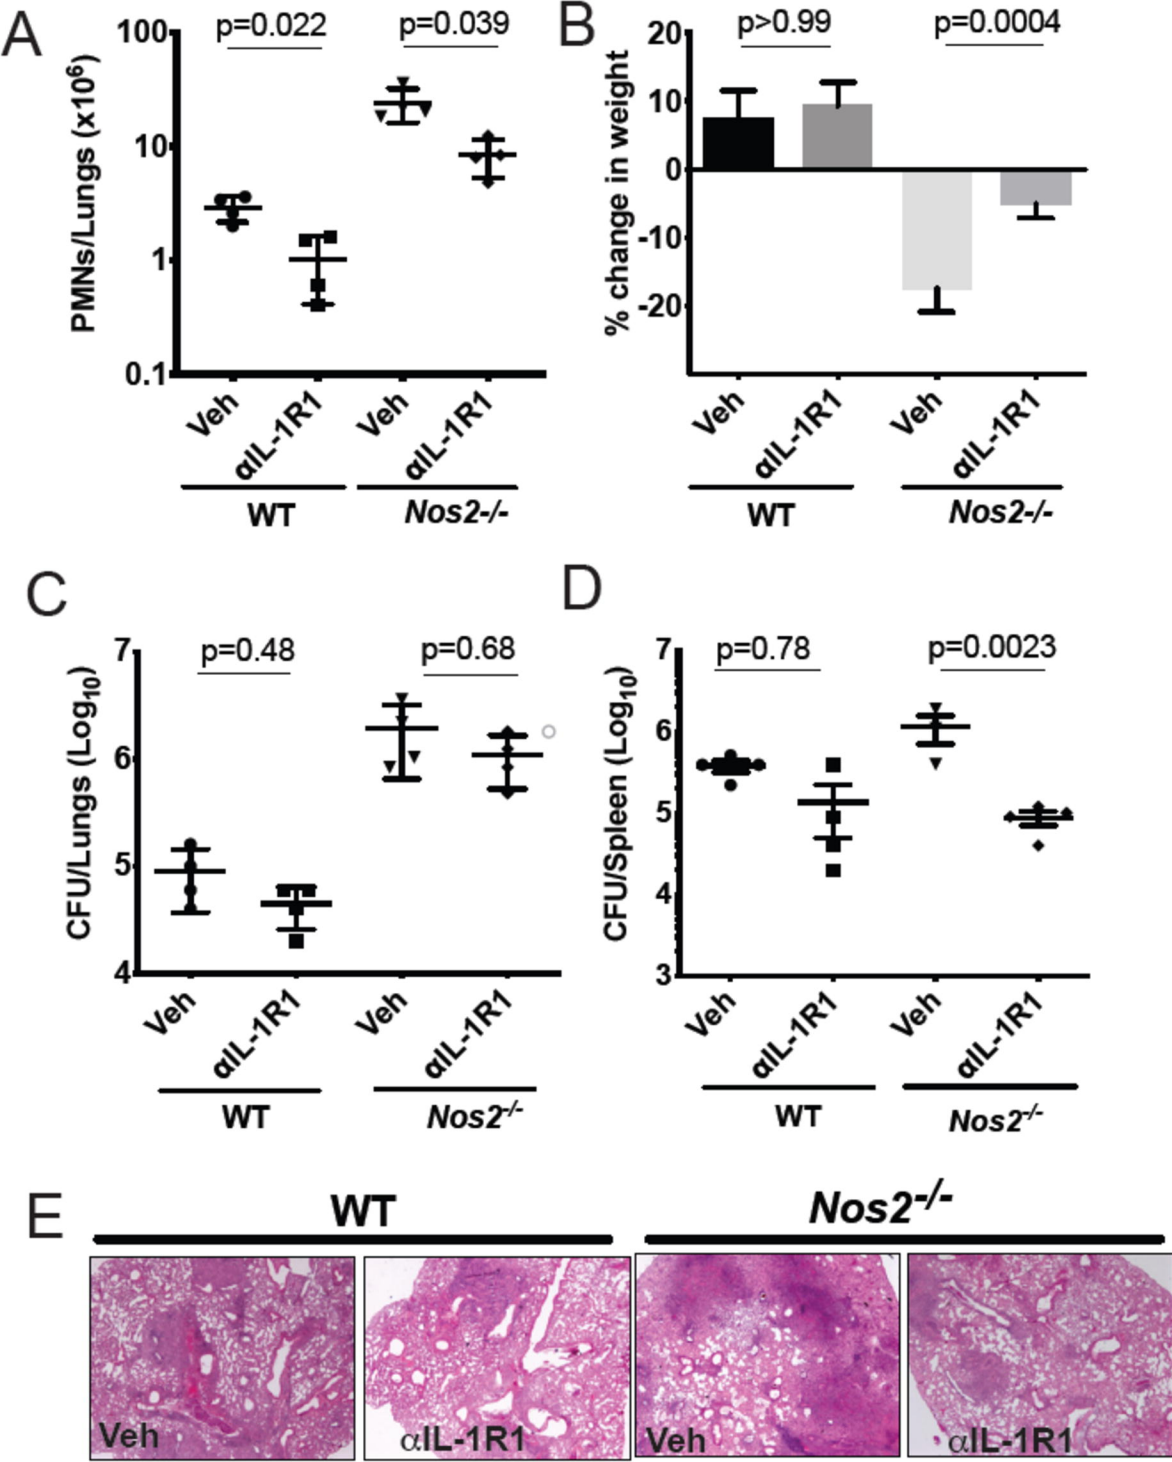 A
PMNs/Lungs (x10⁶)
100
10
1
0.1
p=0.022
p=0.039
Veh
αIL-1R1
Veh
αIL-1R1
WT
Nos2-/-
B
% change in weight
20
10
0
-10
-20
p>0.99
p=0.0004
Veh
αIL-1R1
Veh
αIL-1R1
WT
Nos2-/-
C
CFU/Lungs (Log₁₀)
7
6
5
4
p=0.48
p=0.68
Veh
αIL-1R1
Veh
αIL-1R1
WT
Nos2⁻/⁻
D
CFU/Spleen (Log₁₀)
7
6
5
4
3
p=0.78
p=0.0023
Veh
αIL-1R1
Veh
αIL-1R1
WT
Nos2⁻/⁻
E
WT
Nos2⁻/⁻
Veh
αIL-1R1
Veh
αIL-1R1